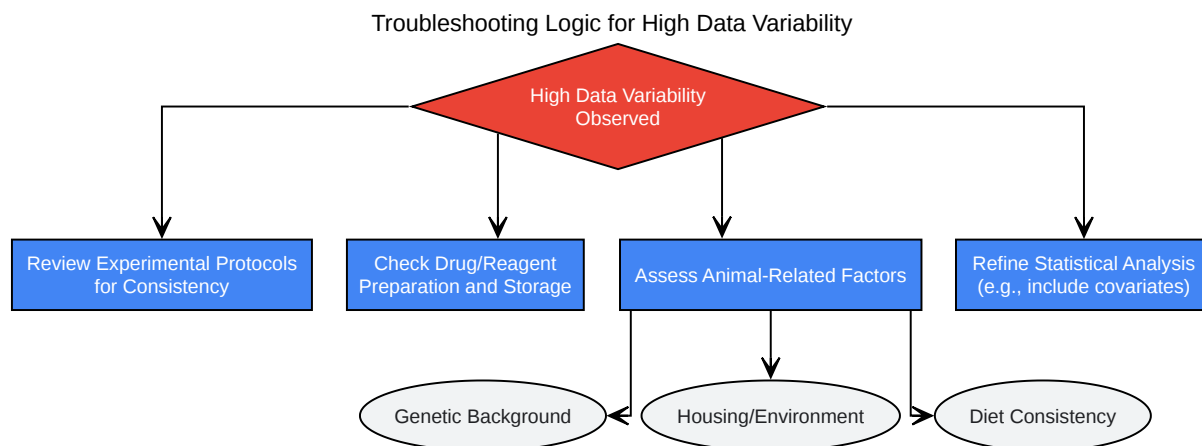 Troubleshooting Logic for High Data Variability
High Data Variability
Observed
Review Experimental Protocols
for Consistency
Check Drug/Reagent
Preparation and Storage
Assess Animal-Related Factors
Refine Statistical Analysis
(e.g., include covariates)
Genetic Background
Housing/Environment
Diet Consistency